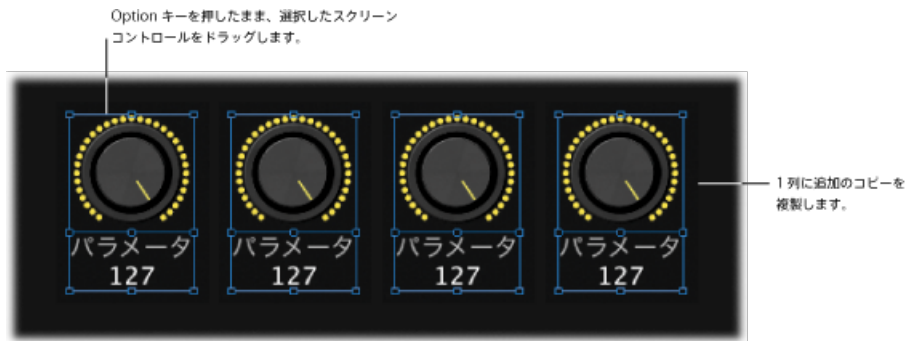 Option キーを押したまま、選択したスクリーン
コントロールをドラッグします。
1 列に追加のコピーを
複製します。
パラメータ パラメータ パラメータ パラメータ
127 127 127 127